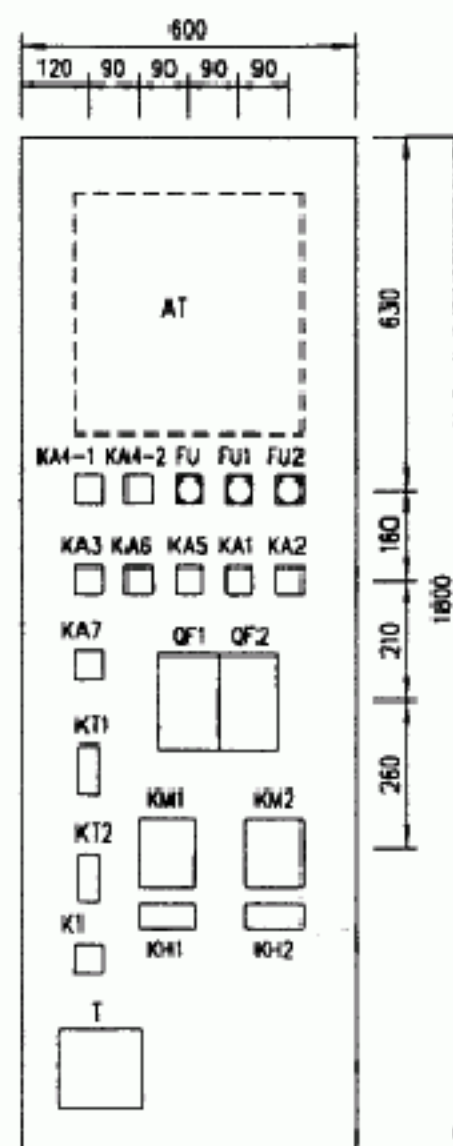 600
120 90 90 90 90
AT
630
KA4-1 KA4-2 FU FU1 FU2
160
KA3 KA6 KA5 KA1 KA2
1800
KA7 QF1 QF2
210
KT1
260
KM1 KM2
KT2
K1
KH1 KH2
T